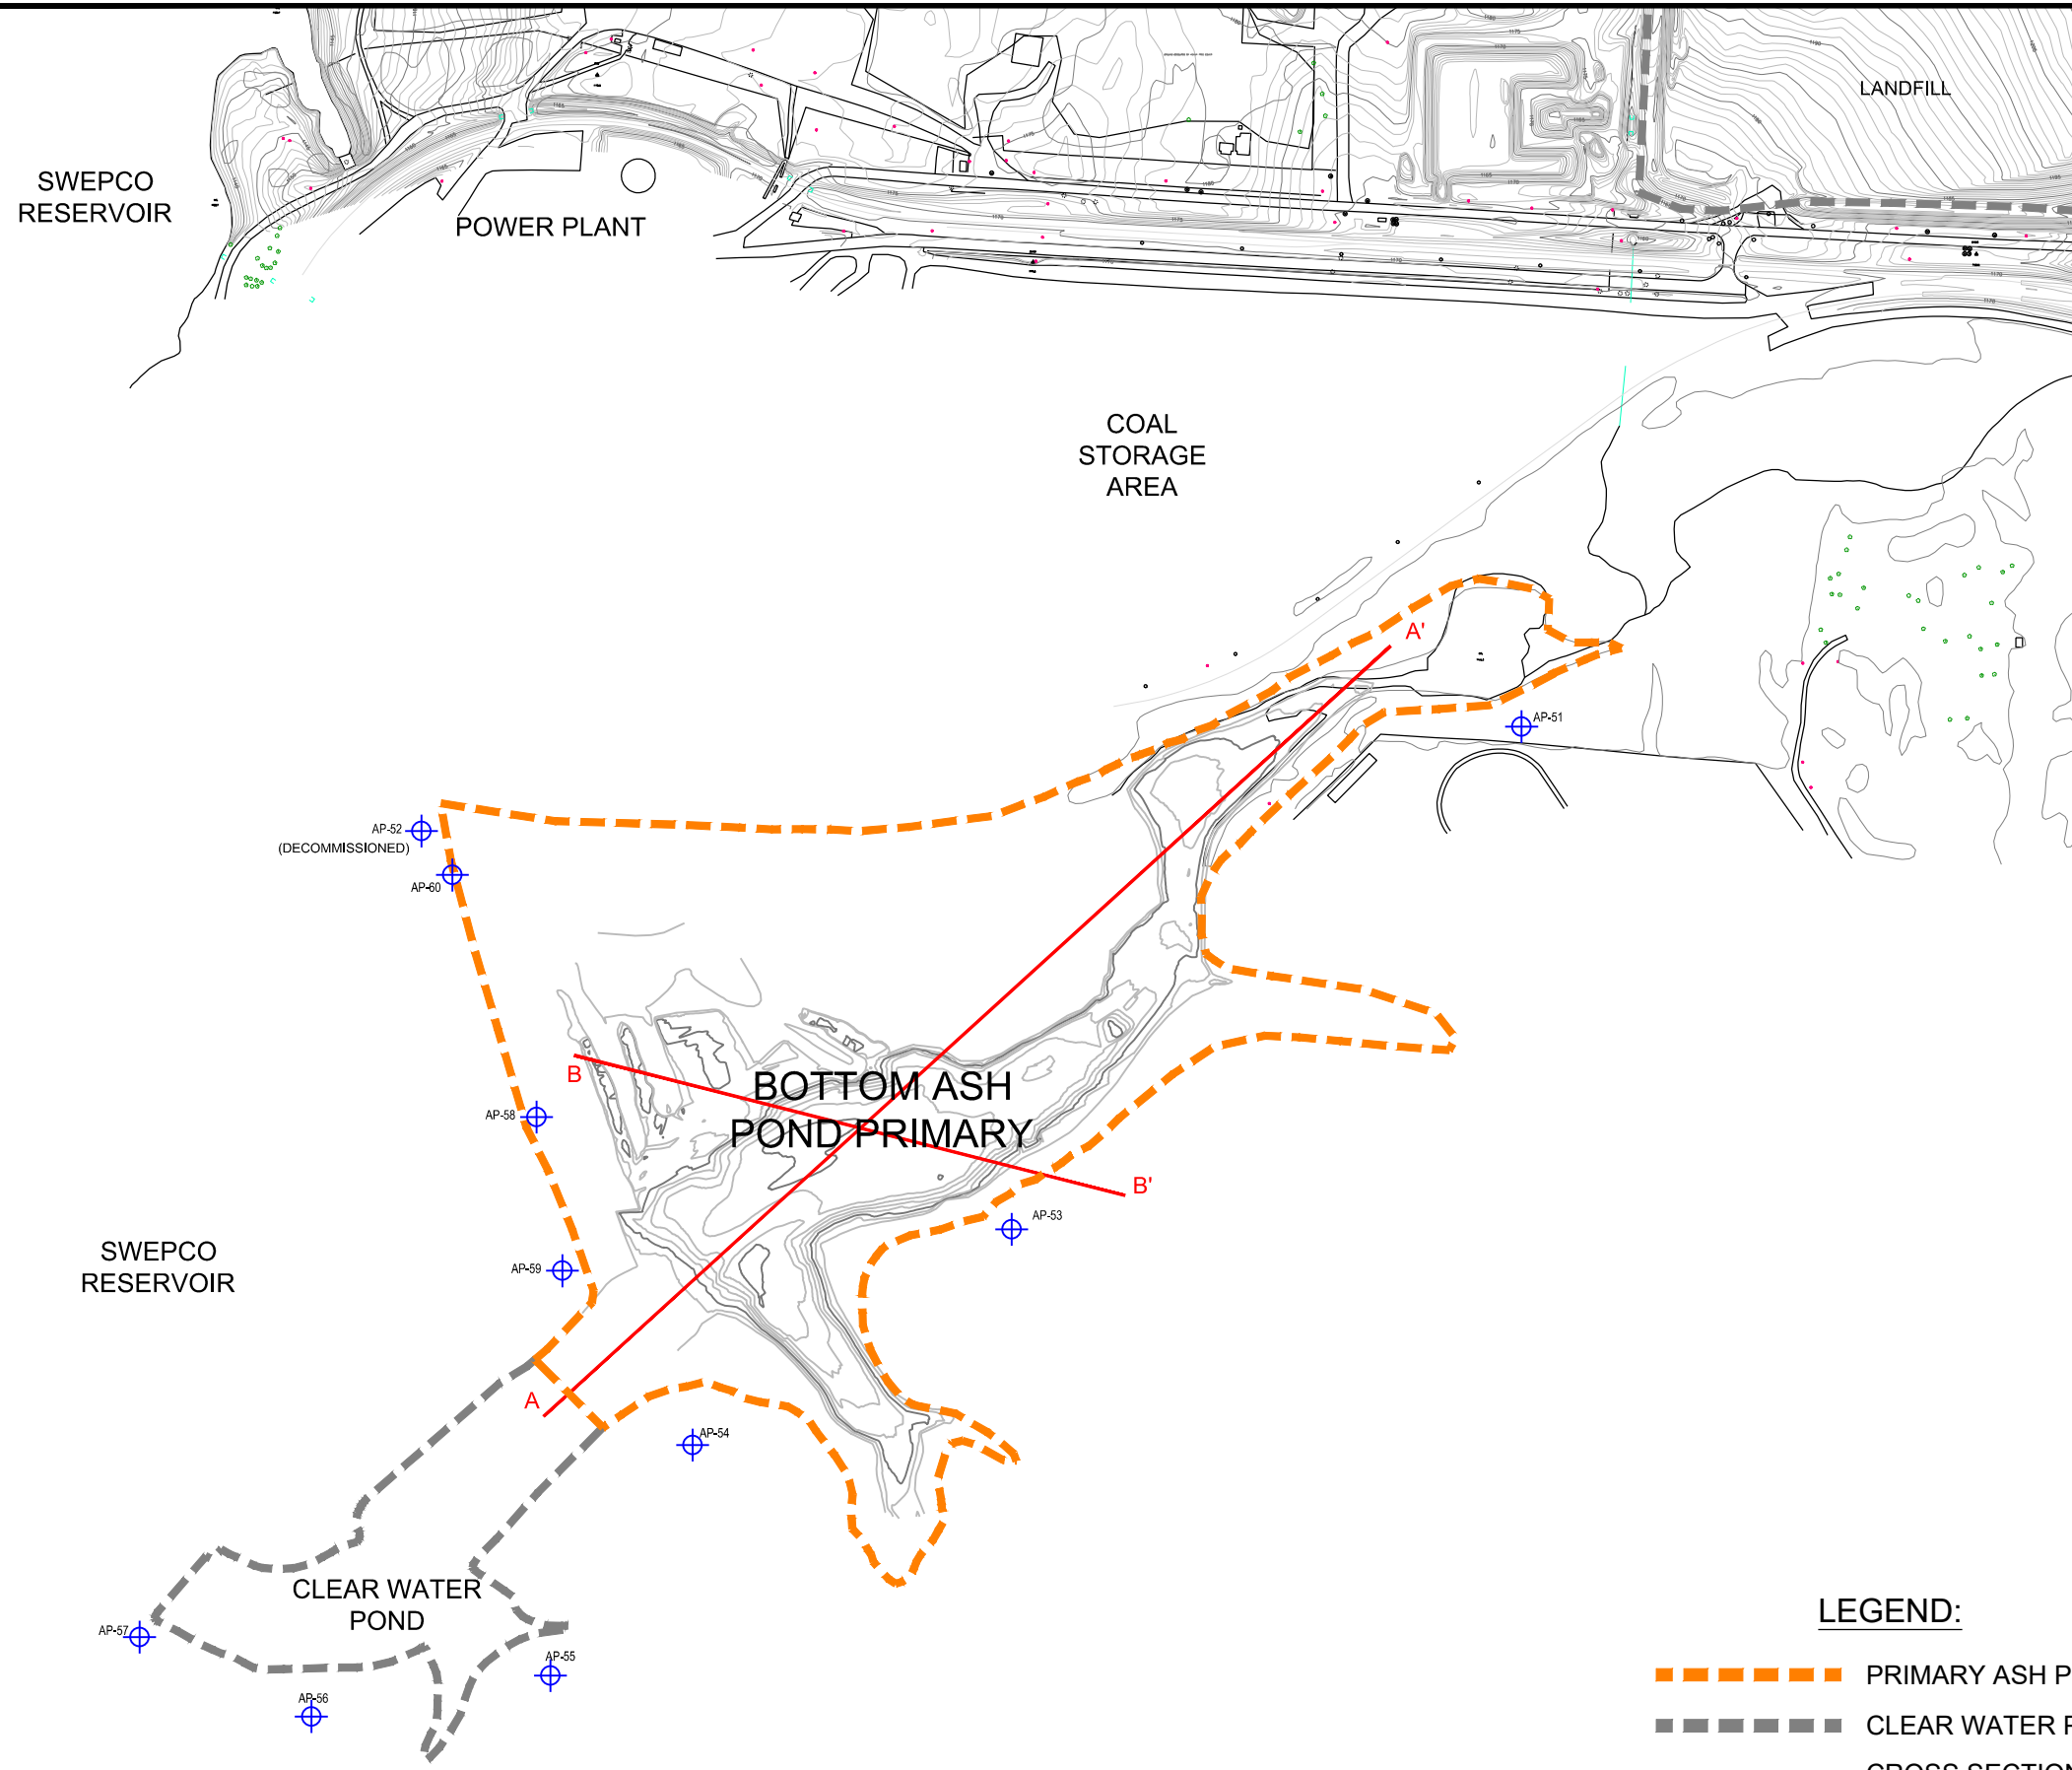 LANDFILL
SWEPCO
RESERVOIR
POWER PLANT
COAL
STORAGE
AREA
A'
AP-51
AP-52
(DECOMMISSIONED)
AP-60
B
BOTTOM ASH
POND PRIMARY
AP-58
B'
AP-53
SWEPCO
RESERVOIR
AP-59
A
AP-54
CLEAR WATER
POND
AP-57
AP-55
AP-56
LEGEND:
PRIMARY ASH P
CLEAR WATER
CROSS SECTION